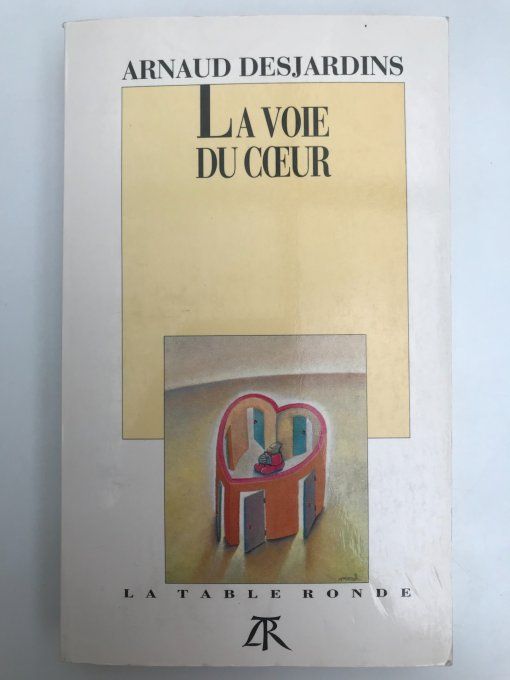 ARNAUD DESJARDINS
LA VOIE
DU CŒUR
LA TABLE RONDE
TR